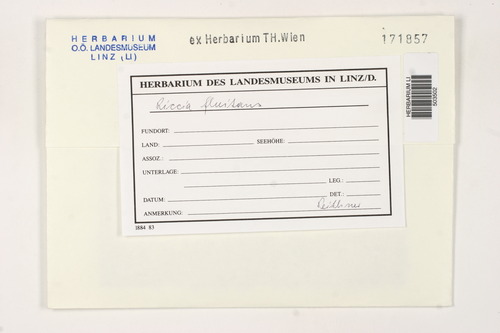 HERBARIUM
O.Ö. LANDESMUSEUM
LINZ (LI)
ex Herbarium TH.Wien
171857
HERBARIUM LI
503502
HERBARIUM DES LANDESMUSEUMS IN LINZ/D.
Riccia fluitans
FUNDORT:
LAND: SEEHÖHE:
ASSOZ.:
UNTERLAGE:
LEG.:
DATUM: DET.:
ANMERKUNG:
1884 83